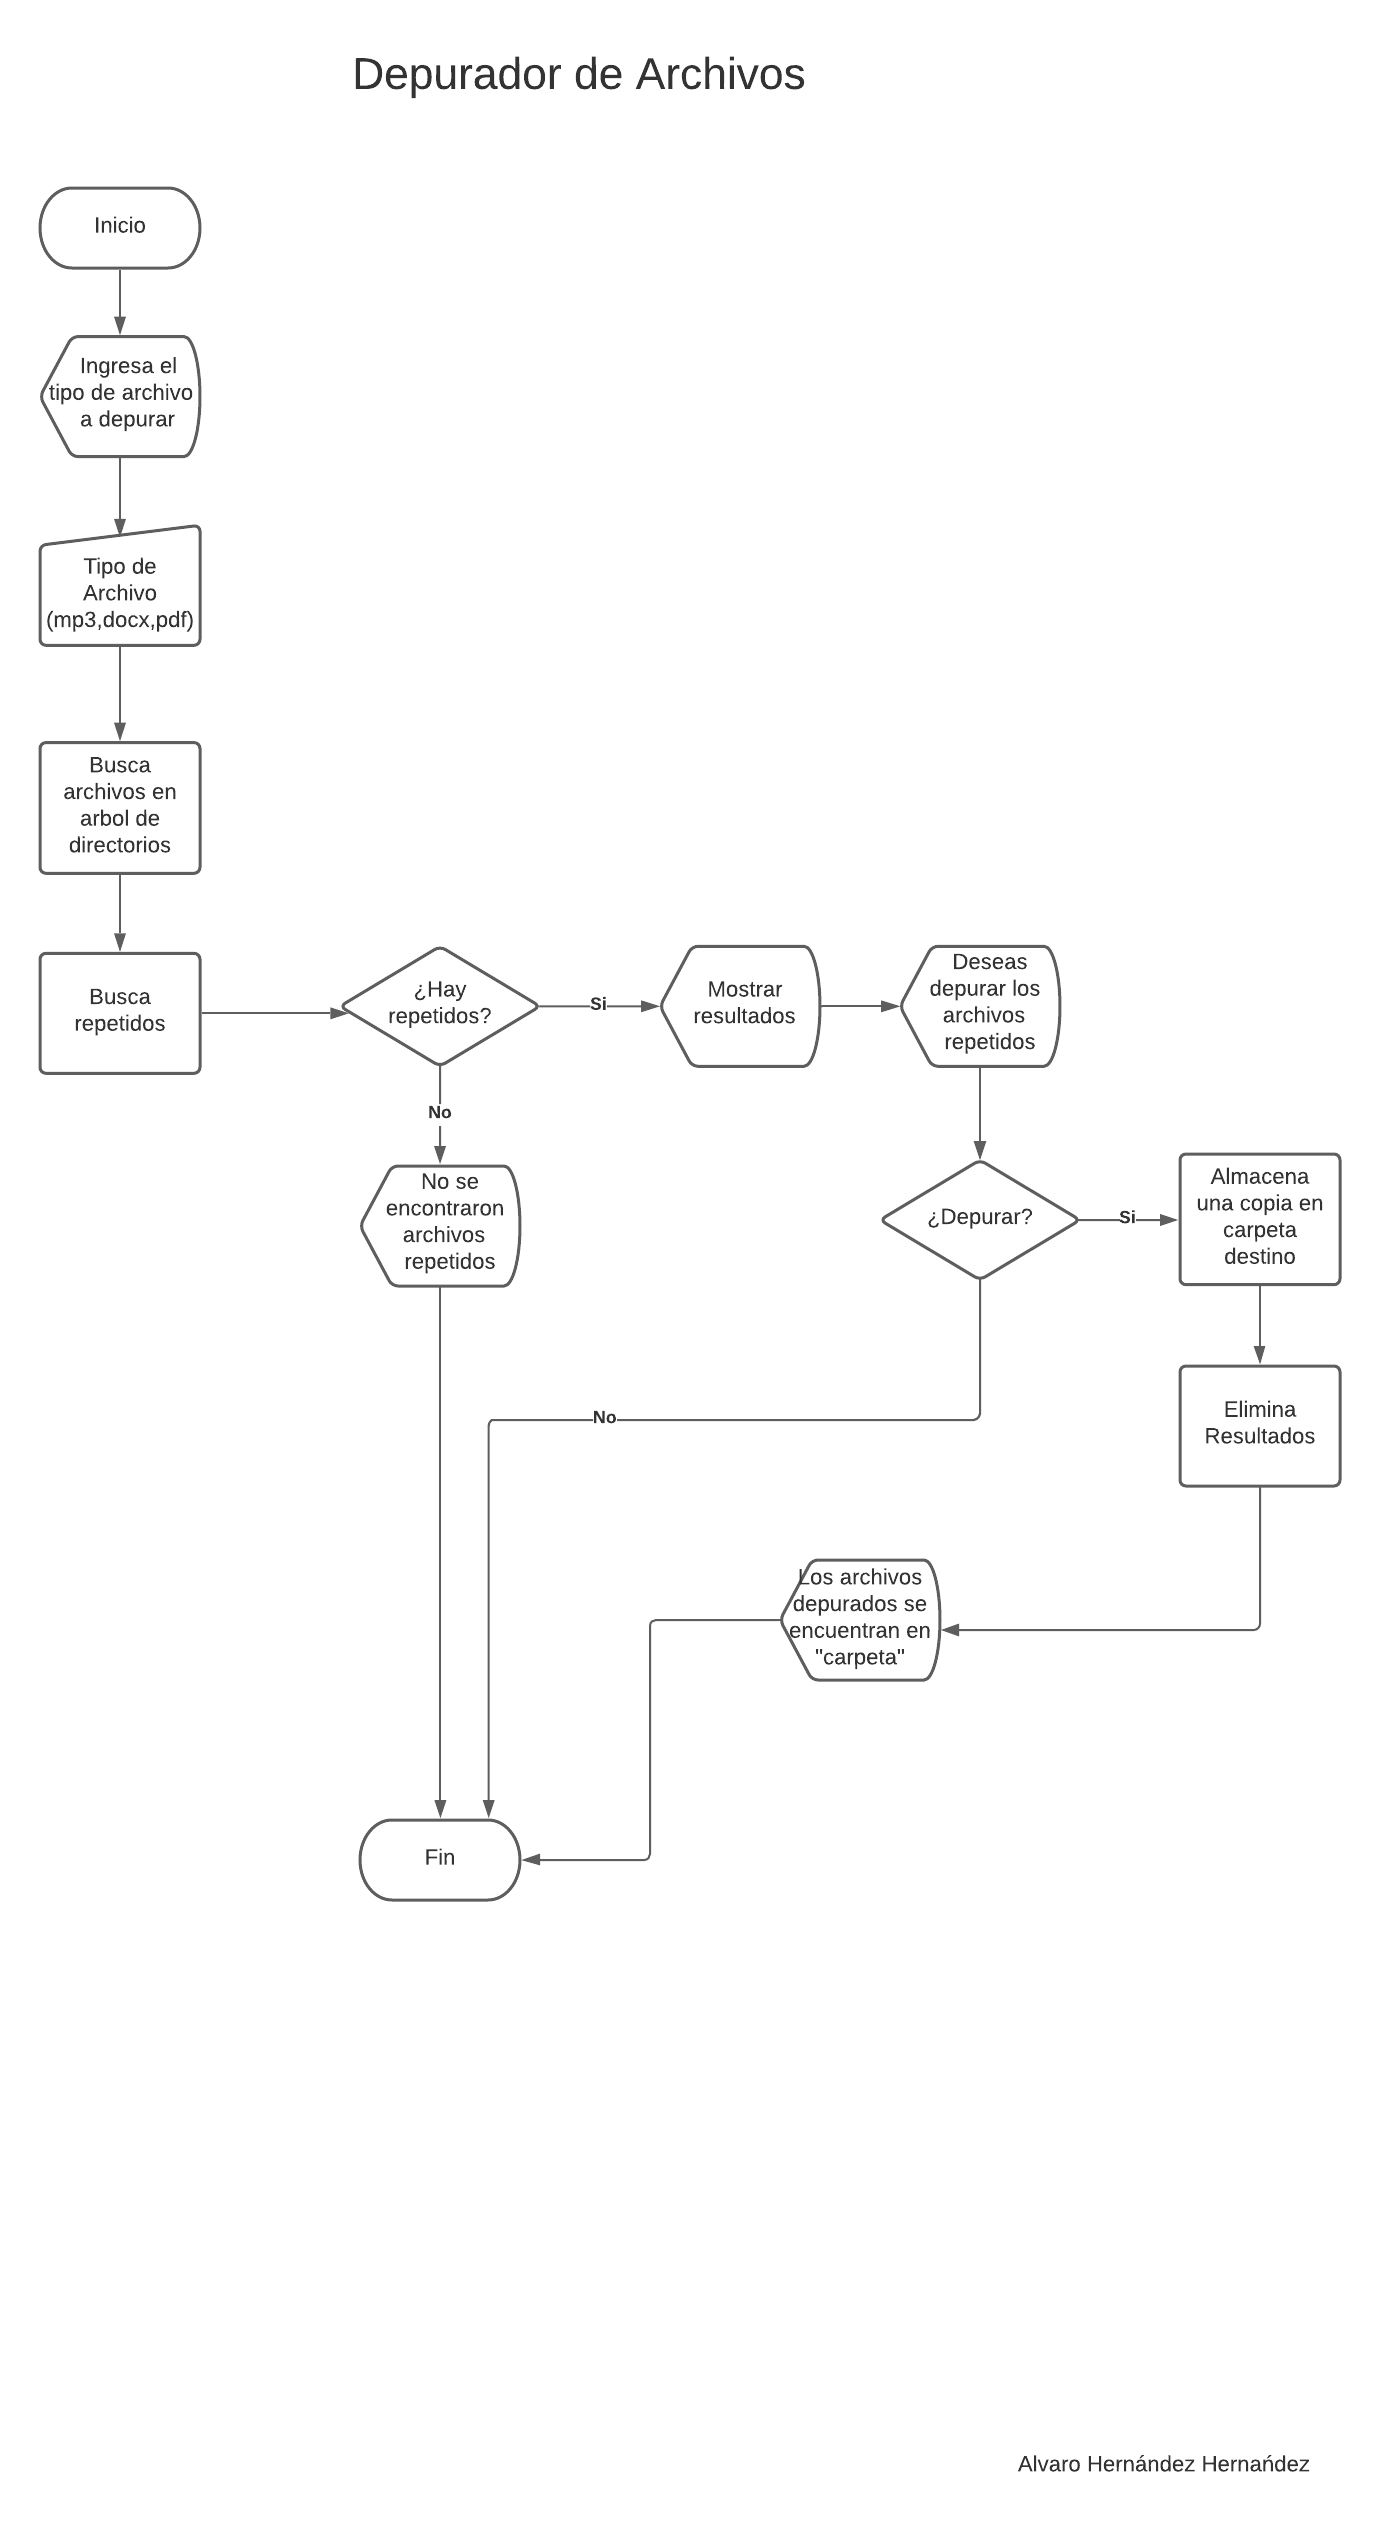 Depurador de Archivos
Inicio
Ingresa el
tipo de archivo
a depurar
Tipo de
Archivo
(mp3,docx,pdf)
Busca
archivos en
arbol de
directorios
Busca
repetidos
¿Hay
repetidos?
Si
Mostrar
resultados
Deseas
depurar los
archivos
repetidos
No
No se
encontraron
archivos
repetidos
¿Depurar?
Si
Almacena
una copia en
carpeta
destino
Elimina
Resultados
No
Los archivos
depurados se
encuentran en
"carpeta"
Fin
Alvaro Hernández Hernańdez